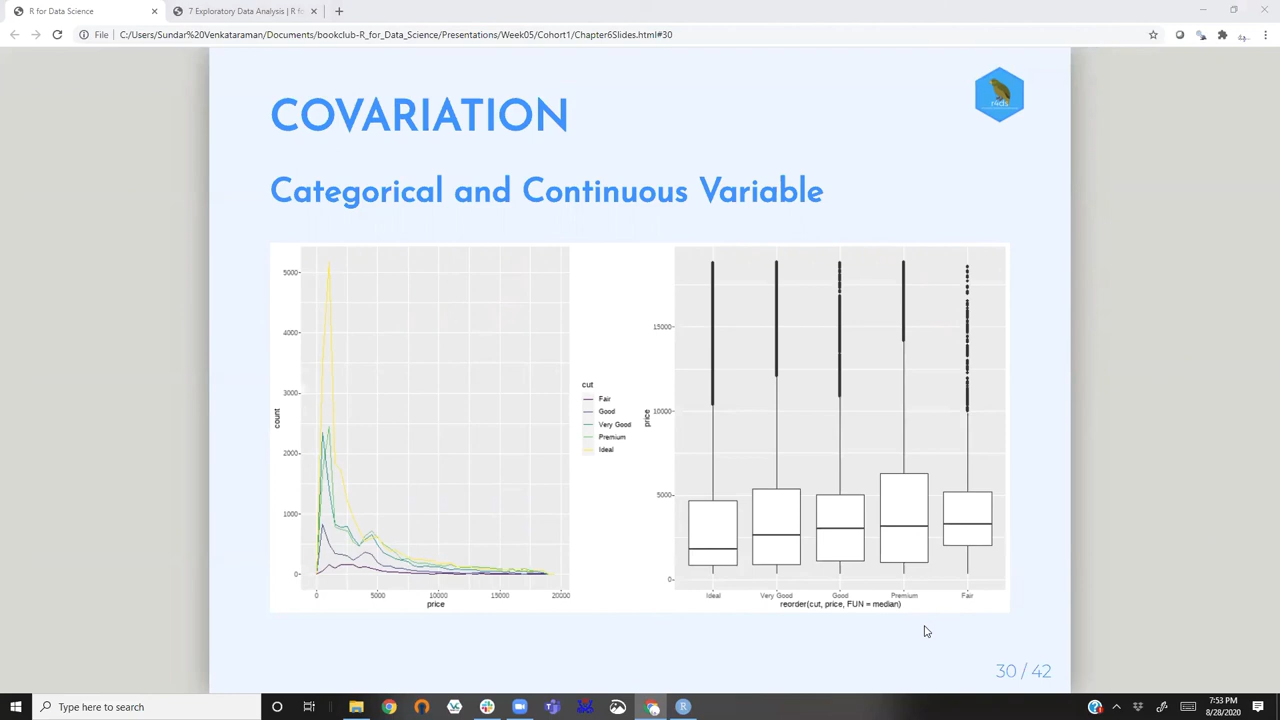 R for Data Science
7 Exploratory Data Analysis | R fo
File
C:/Users/Sundar%20Venkataraman/Documents/bookclub-R_for_Data_Science/Presentations/Week05/Cohort1/Chapter6Slides.html#30
COVARIATION
r4ds
Categorical and Continuous Variable
5000
4000
3000
2000
1000
0
count
0 5000 10000 15000 20000
price
cut
Fair
Good
Very Good
Premium
Ideal
15000
10000
5000
0
price
Ideal Very Good Good Premium Fair
reorder(cut, price, FUN = median)
30 / 42
Type here to search
7:53 PM
8/28/2020